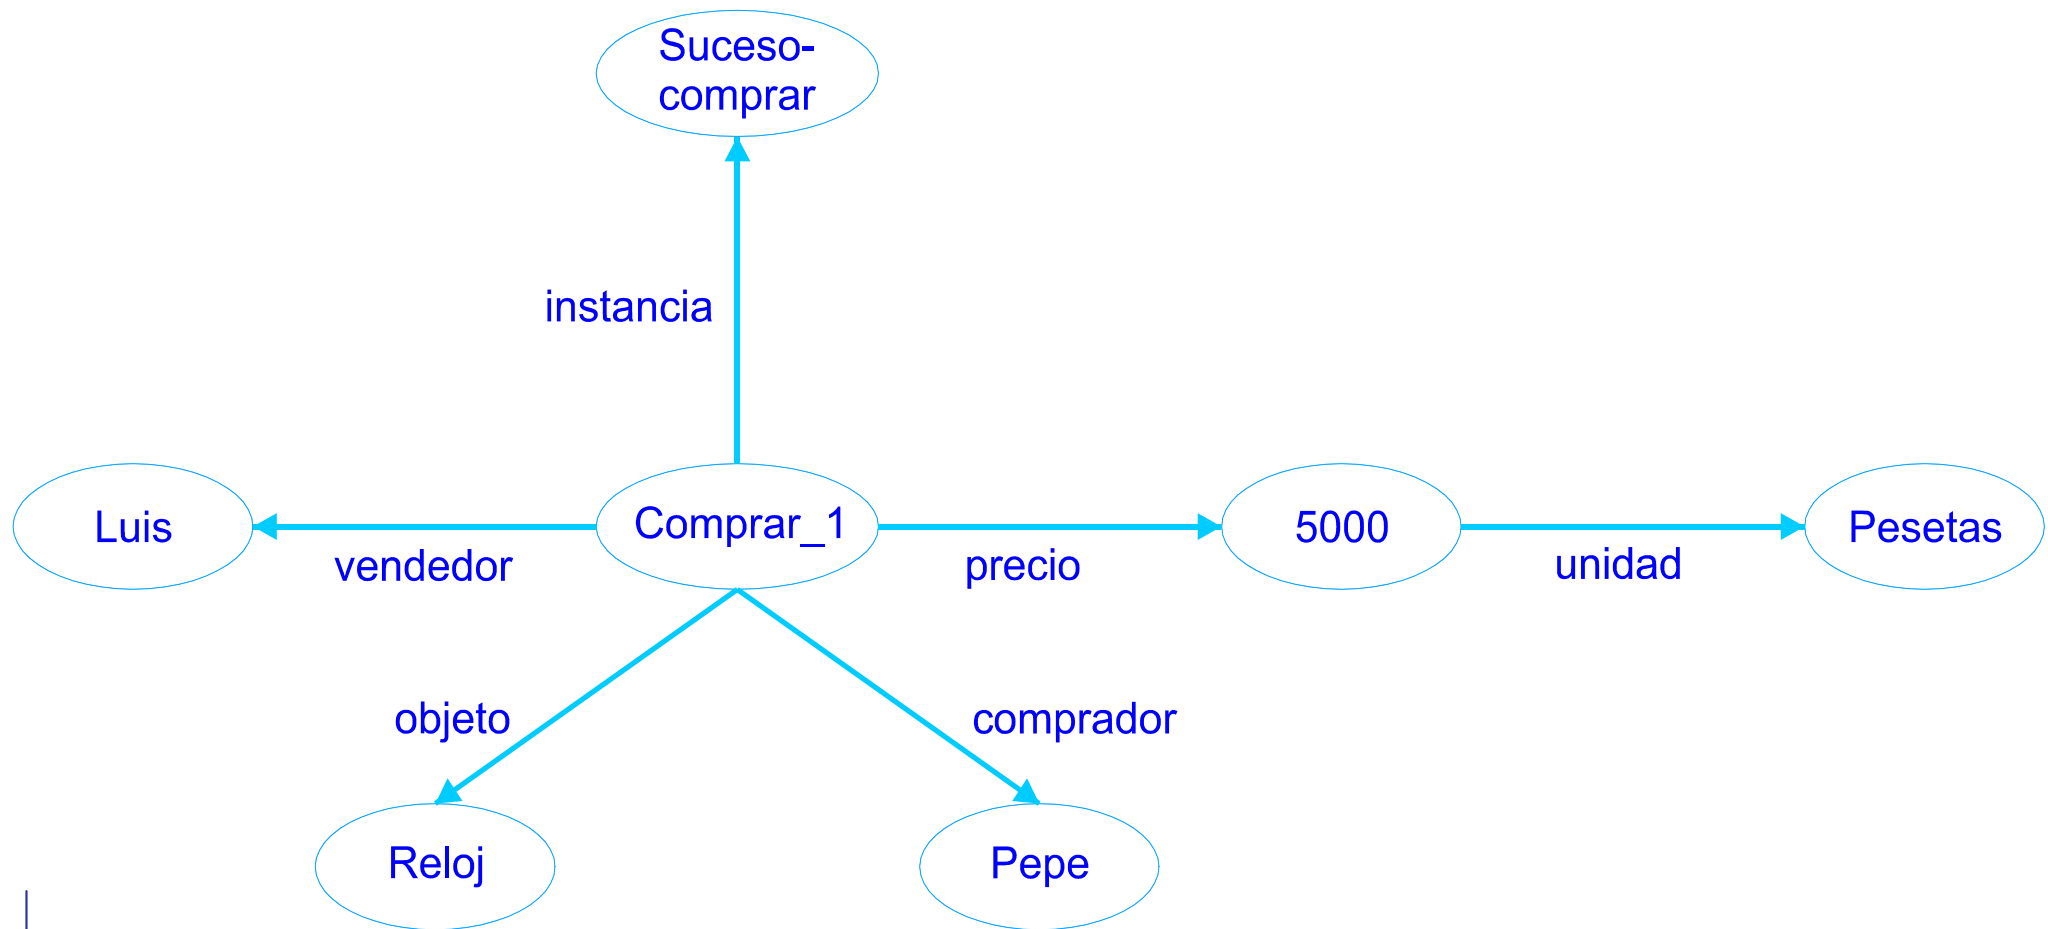 Suceso-
comprar
instancia
Luis
Comprar_1
5000
Pesetas
vendedor
precio
unidad
objeto
comprador
Reloj
Pepe